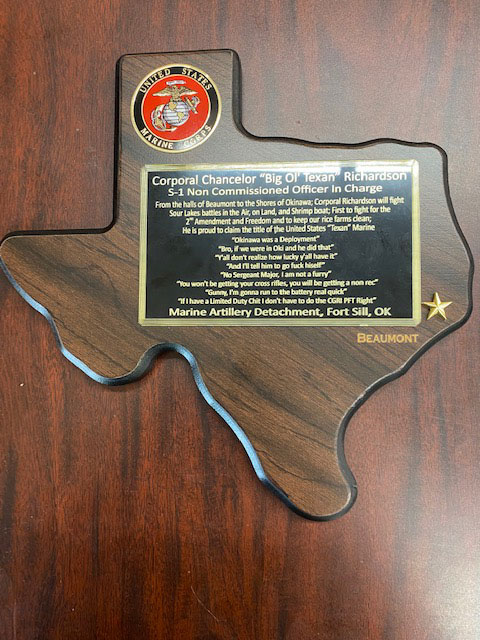 UNITED STATES
MARINE CORPS
Corporal Chancelor "Big Ol' Texan" Richardson
S-1 Non Commissioned Officer In Charge
From the halls of Beaumont to the Shores of Okinawa; Corporal Richardson will fight
Sour Lakes battles in the Air, on Land, and Shrimp boat; First to fight for the
2nd Amendment and Freedom and to keep our rice farms clear;
He is proud to claim the title of the United States "Texan" Marine
"Okinawa was a Deployment"
"Bro, if we were in Oki and he did that"
"Y'all don't realize how lucky y'all have it"
"And I'll tell him to go fuck hiself"
"No Sergeant Major, I am not a furry"
"You won't be getting your cross rifles, you will be getting a non rec"
"Gunny, I'm gonna run to the battery real quick"
"If I have a Limited Duty Chit I don't have to do the CGRI PFT Right"
Marine Artillery Detachment, Fort Sill, OK
BEAUMONT